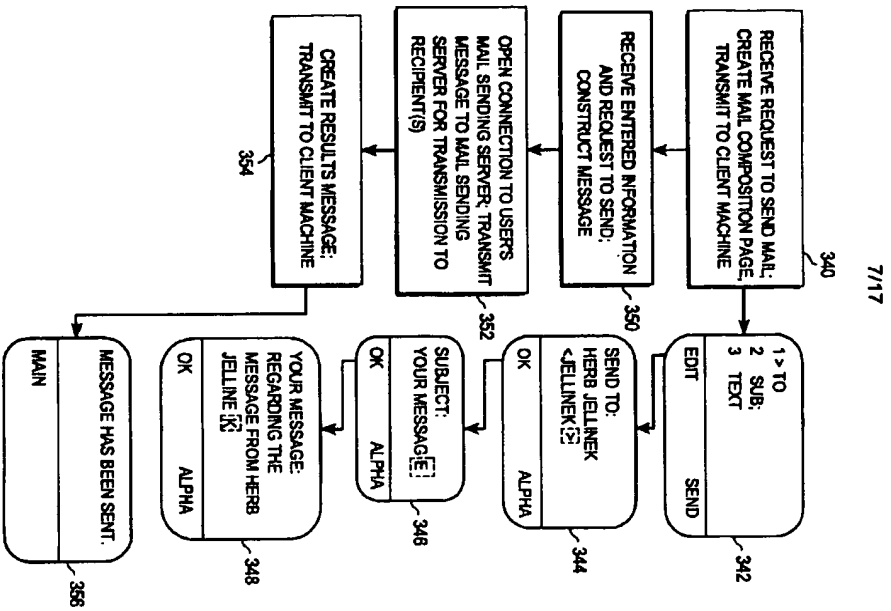 7/17
RECEIVE REQUEST TO SEND MAIL;
CREATE MAIL COMPOSITION PAGE,
TRANSMIT TO CLIENT MACHINE
340
RECEIVE ENTERED INFORMATION
AND REQUEST TO SEND;
CONSTRUCT MESSAGE
350
OPEN CONNECTION TO USER'S
MAIL SENDING SERVER; TRANSMIT
MESSAGE TO MAIL SENDING
SERVER FOR TRANSMISSION TO
RECIPIENT(S)
352
CREATE RESULTS MESSAGE;
TRANSMIT TO CLIENT MACHINE
354
1 > TO
2 SUB;
3 TEXT
EDIT SEND
342
SEND TO:
HERB JELLINEK
<JELLINEK>
OK ALPHA
344
SUBJECT:
YOUR MESSAGE
OK ALPHA
346
YOUR MESSAGE:
REGARDING THE
MESSAGE FROM HERB
JELLINEK
OK ALPHA
348
MESSAGE HAS BEEN SENT.
MAIN
356